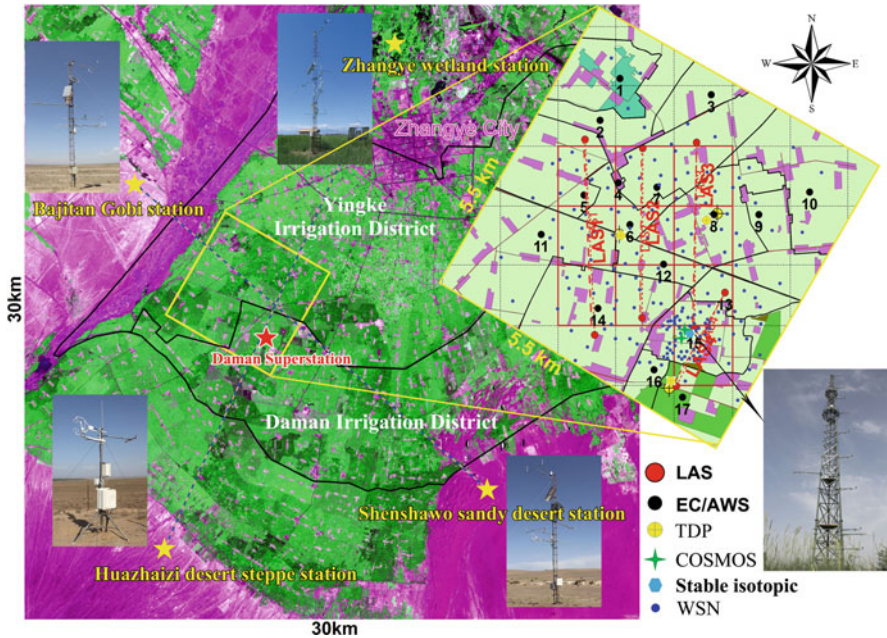 Zhangye wetland station
Zhangye City
N
W
E
S
Bajitan Gobi station
Yingke
Irrigation District
5.5 km
1
3
2
LAS3
4
LAS2
10
8
9
11
6
LAS1
12
13
14
15
16
17
5.5 km
30km
Daman Superstation
Daman Irrigation District
Shenshawo sandy desert station
Huazhaizi desert steppe station
30km
LAS
EC/AWS
TDP
COSMOS
Stable isotopic
WSN